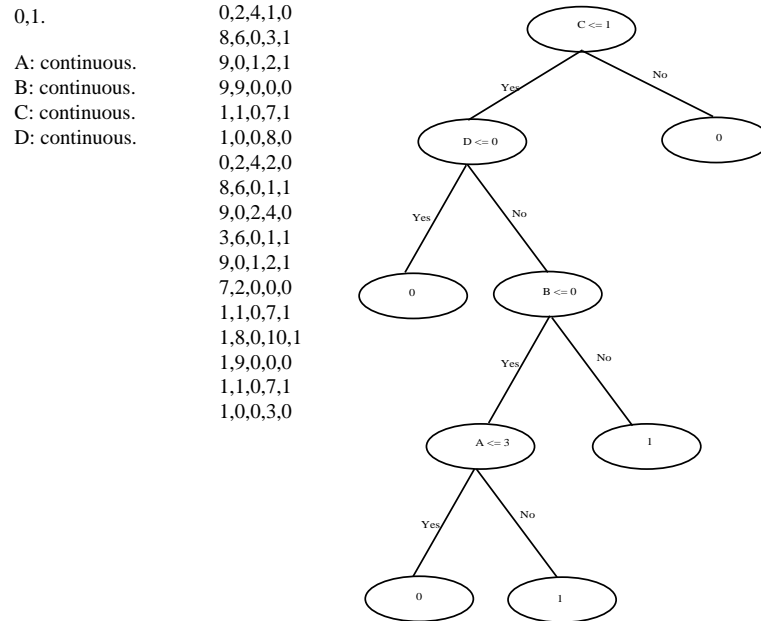 0,1.
A: continuous.
B: continuous.
C: continuous.
D: continuous.
0,2,4,1,0
8,6,0,3,1
9,0,1,2,1
9,9,0,0,0
1,1,0,7,1
1,0,0,8,0
0,2,4,2,0
8,6,0,1,1
9,0,2,4,0
3,6,0,1,1
9,0,1,2,1
7,2,0,0,0
1,1,0,7,1
1,8,0,10,1
1,9,0,0,0
1,1,0,7,1
1,0,0,3,0
C <= 1
Yes
No
D <= 0
0
Yes
No
0
B <= 0
Yes
No
A <= 3
1
Yes
No
0
1